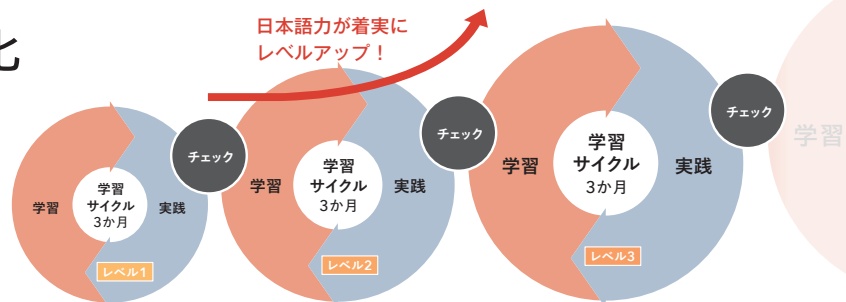 化
日本語力が着実に
レベルアップ！
学習
学習
サイクル
3か月
実践
レベル1
チェック
学習
学習
サイクル
3か月
実践
レベル2
チェック
学習
学習
サイクル
3か月
実践
レベル3
チェック
学習